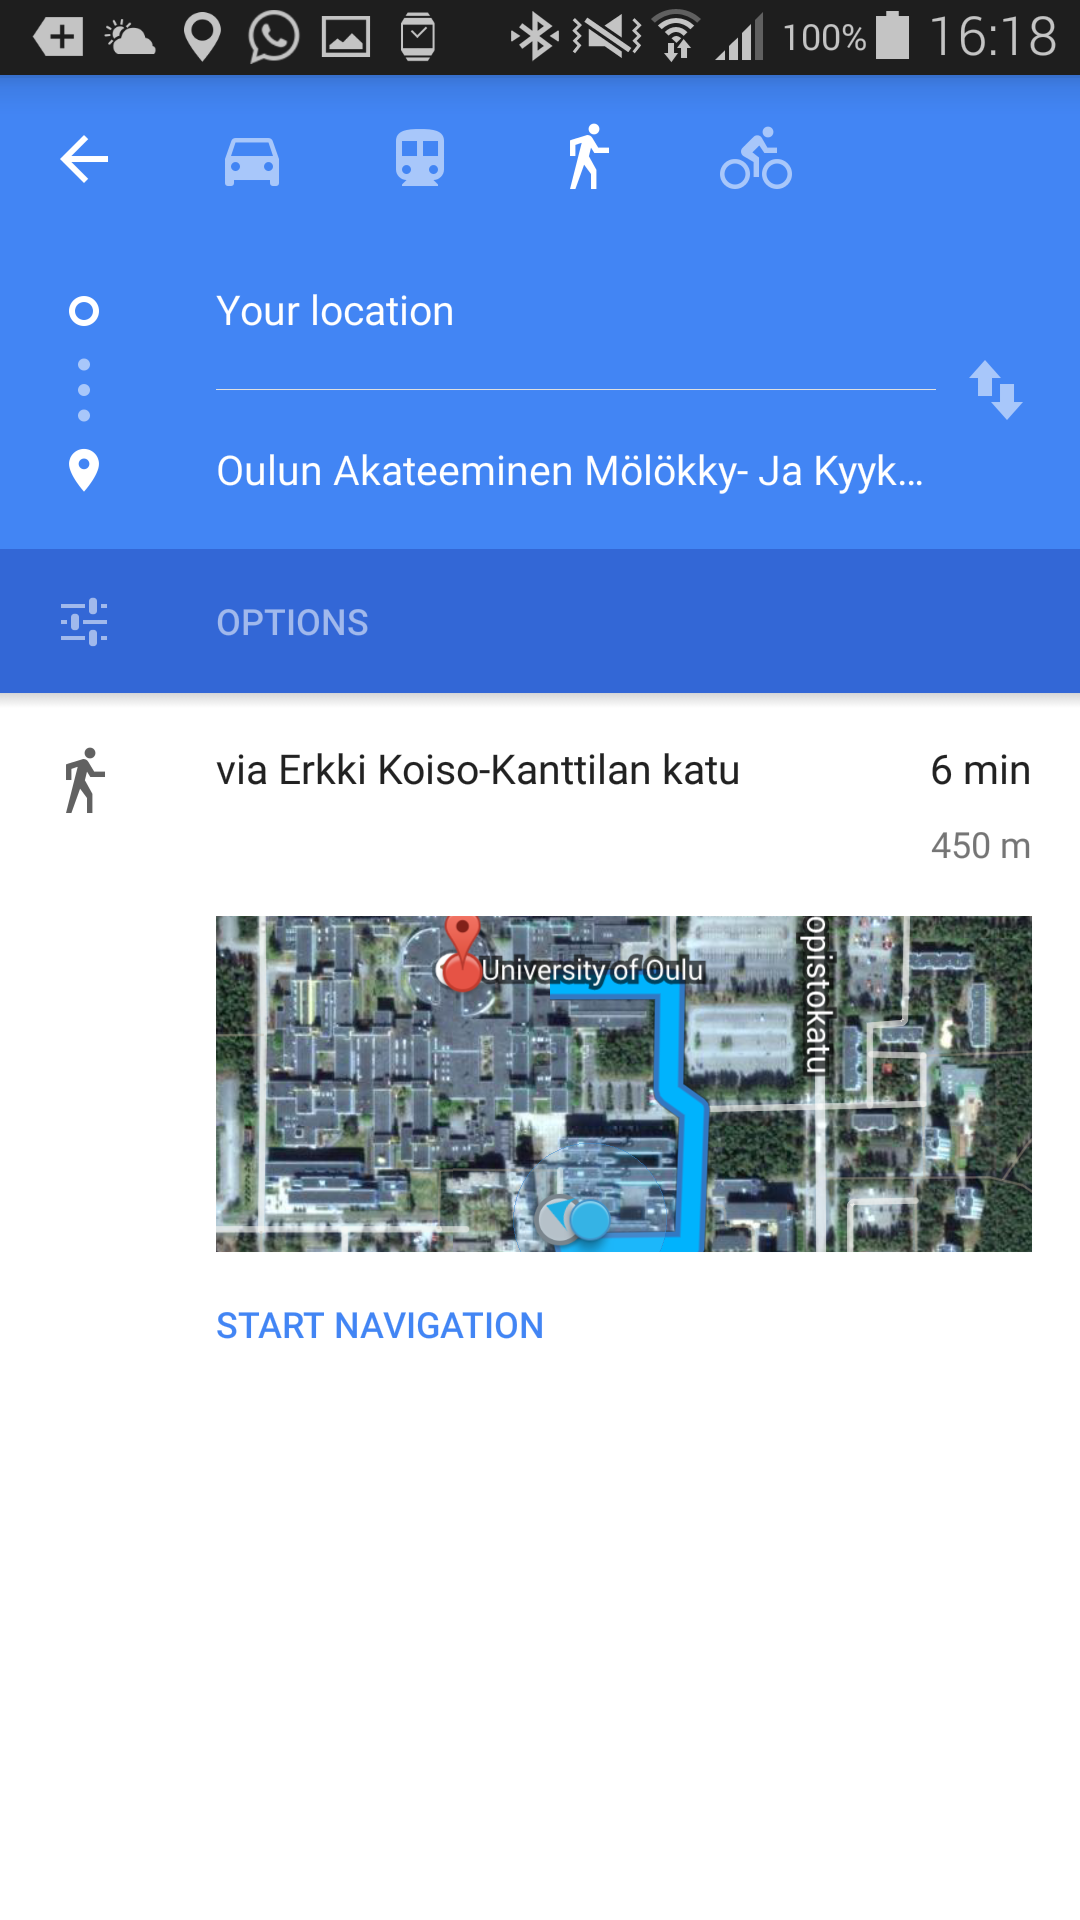 100% 16:18
Your location
Oulun Akateeminen Mölökky- Ja Kyyk...
OPTIONS
via Erkki Koiso-Kanttilan katu 6 min
450 m
University of Oulu
opistokatu
START NAVIGATION